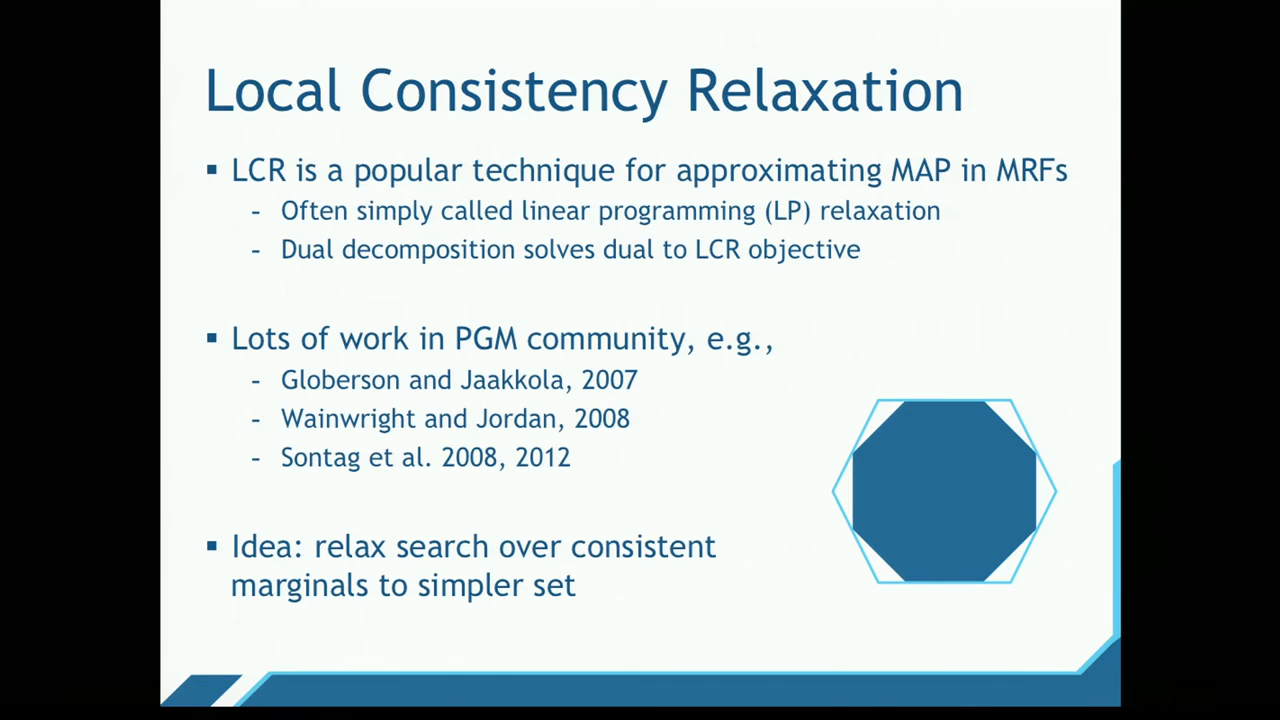 Local Consistency Relaxation
▪ LCR is a popular technique for approximating MAP in MRFs
- Often simply called linear programming (LP) relaxation
- Dual decomposition solves dual to LCR objective
▪ Lots of work in PGM community, e.g.,
- Globerson and Jaakkola, 2007
- Wainwright and Jordan, 2008
- Sontag et al. 2008, 2012
▪ Idea: relax search over consistent
marginals to simpler set